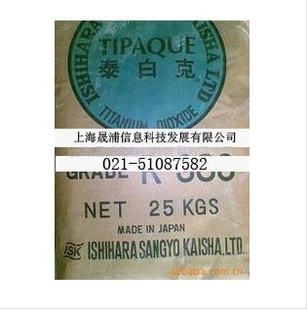 ISHIHARA SANGYO KAISHA LTD
TIPAQUE
泰白克
TITANIUM DIOXIDE
上海晟浦信息科技发展有限公司
021-51087582
GRADE R
NET 25 KGS
MADE IN JAPAN
ISK ISHIHARA SANGYO KAISHA, LTD.
alibaba.com.cn